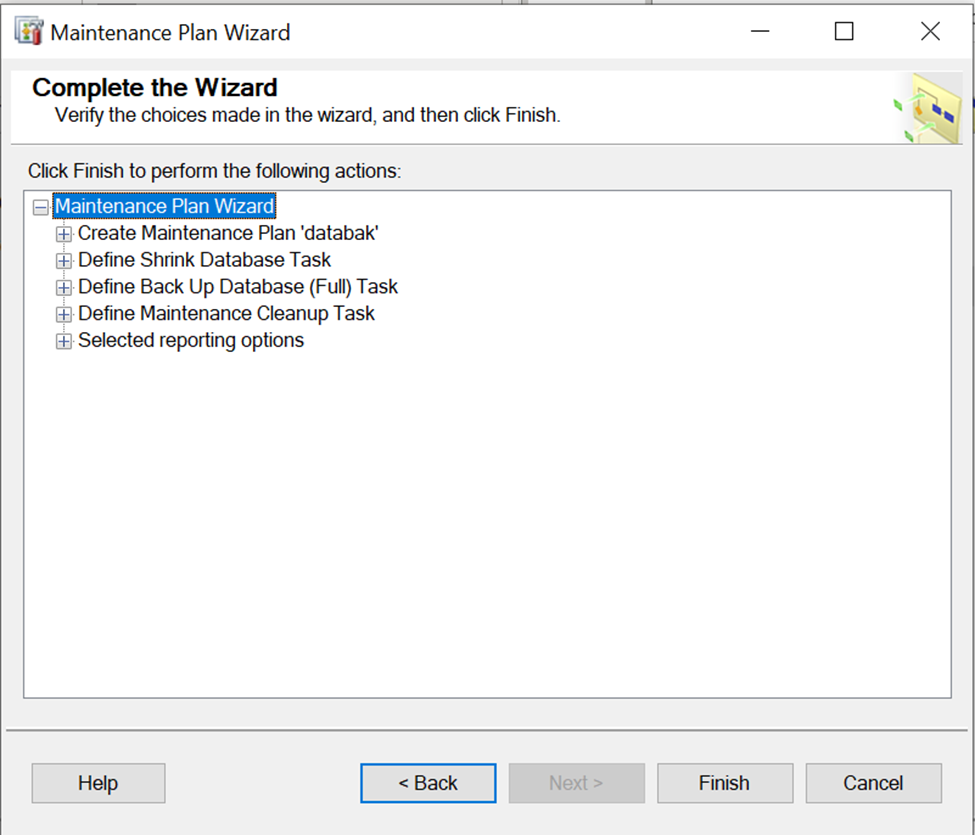 Maintenance Plan Wizard
Complete the Wizard
Verify the choices made in the wizard, and then click Finish.
Click Finish to perform the following actions:
Maintenance Plan Wizard
Create Maintenance Plan 'databak'
Define Shrink Database Task
Define Back Up Database (Full) Task
Define Maintenance Cleanup Task
Selected reporting options
Help < Back Next > Finish Cancel